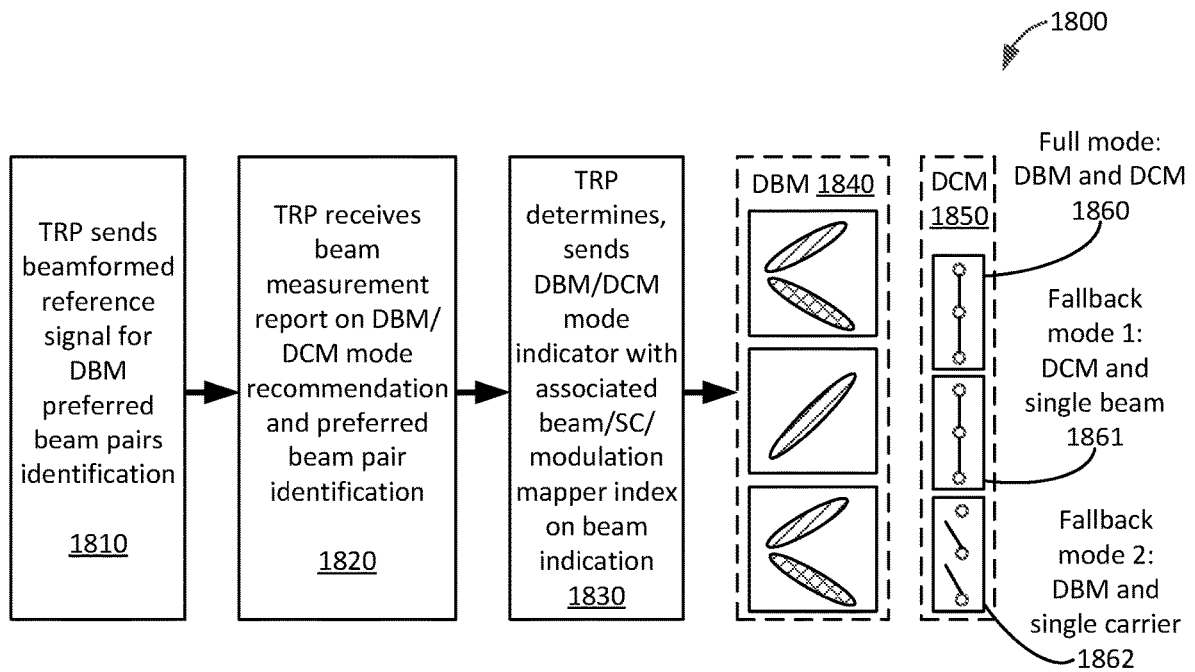 1800
TRP sends
beamformed
reference
signal for
DBM
preferred
beam pairs
identification
1810
TRP receives
beam
measurement
report on DBM/
DCM mode
recommendation
and preferred
beam pair
identification
1820
TRP
determines,
sends
DBM/DCM
mode
indicator with
associated
beam/SC/
modulation
mapper index
on beam
indication
1830
DBM 1840
DCM
1850
Full mode:
DBM and DCM
1860
Fallback
mode 1:
DCM and
single beam
1861
Fallback
mode 2:
DBM and
single carrier
1862